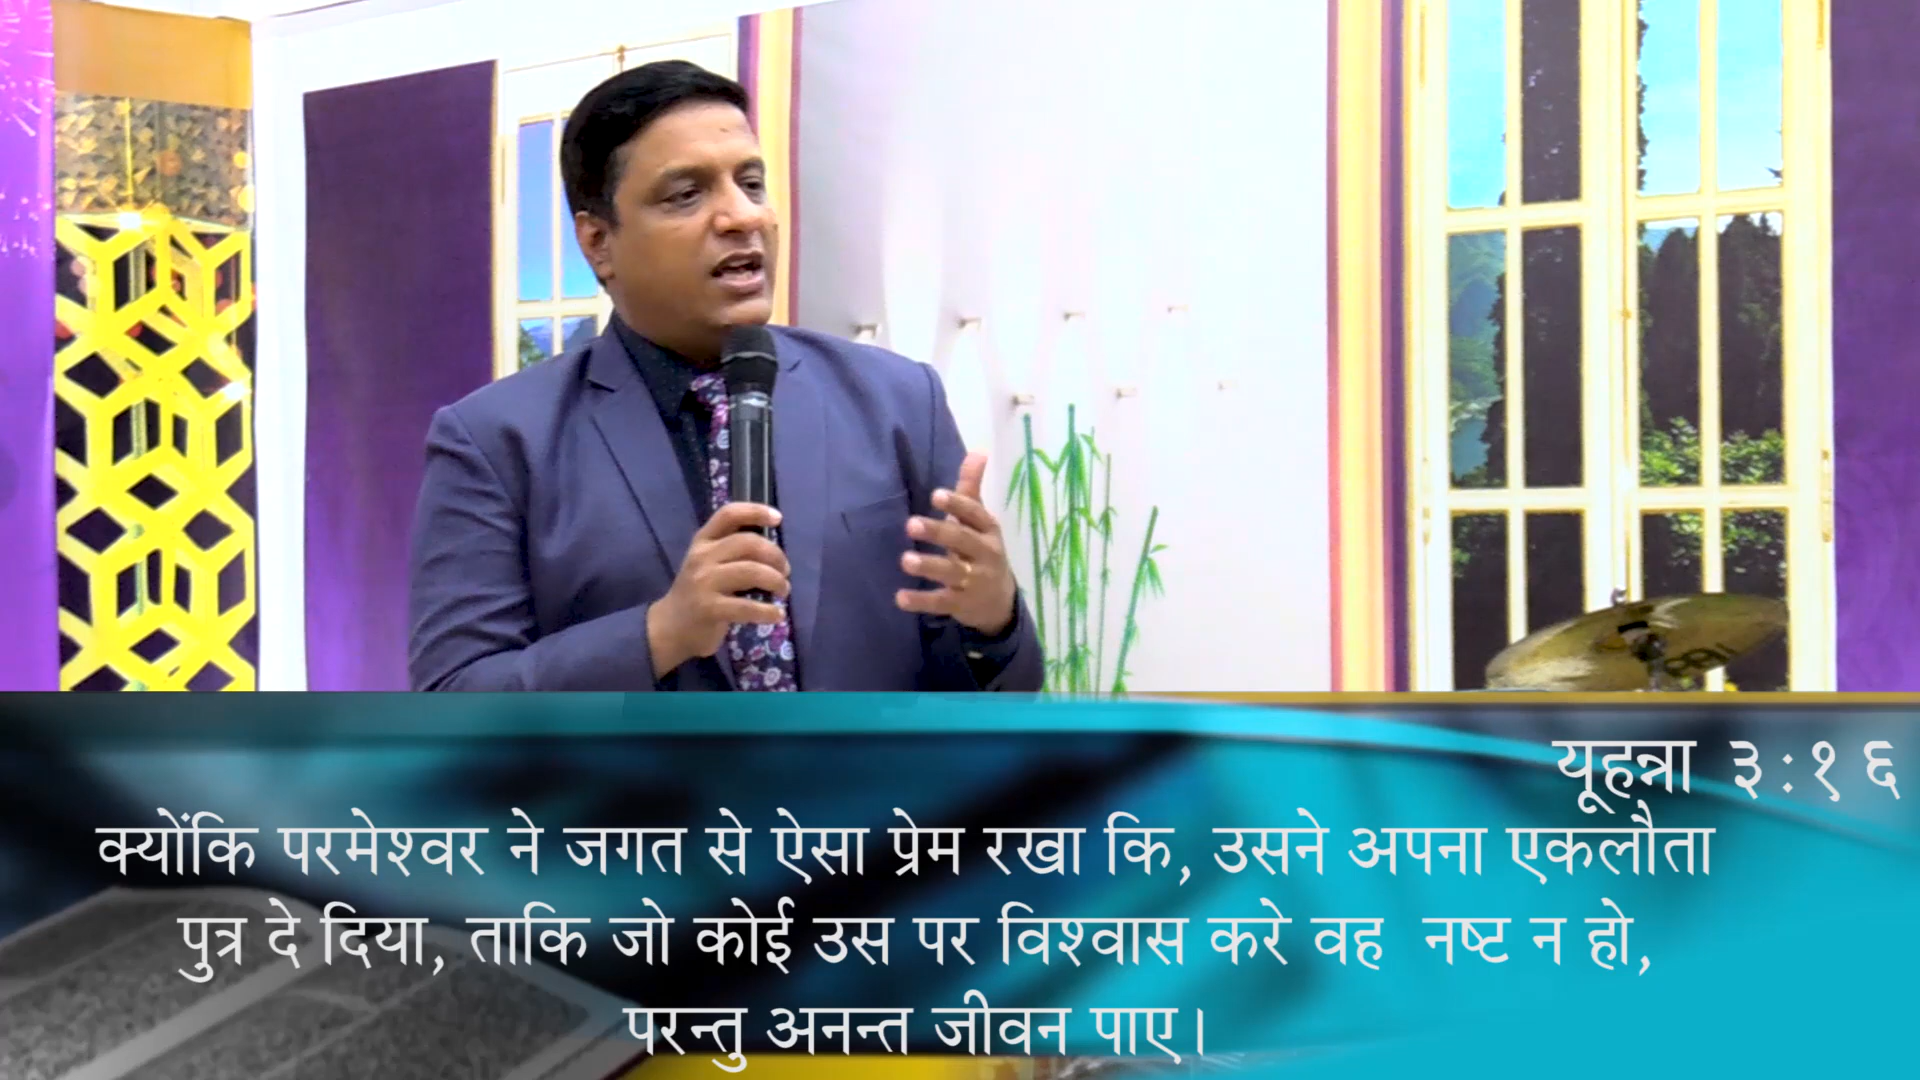 यूहन्ना ३:१६
क्योंकि परमेश्वर ने जगत से ऐसा प्रेम रखा कि, उसने अपना एकलौता
पुत्र दे दिया, ताकि जो कोई उस पर विश्वास करे वह नष्ट न हो,
परन्तु अनन्त जीवन पाए।